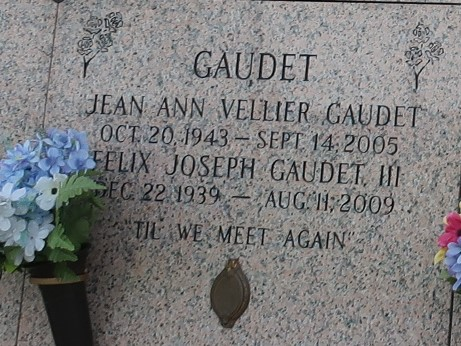 GAUDET
JEAN ANN VELLIER GAUDET
OCT. 20, 1943 — SEPT 14, 2005
FELIX JOSEPH GAUDET, III
DEC 22 1939 — AUG. 11, 2009
"TIL WE MEET AGAIN"